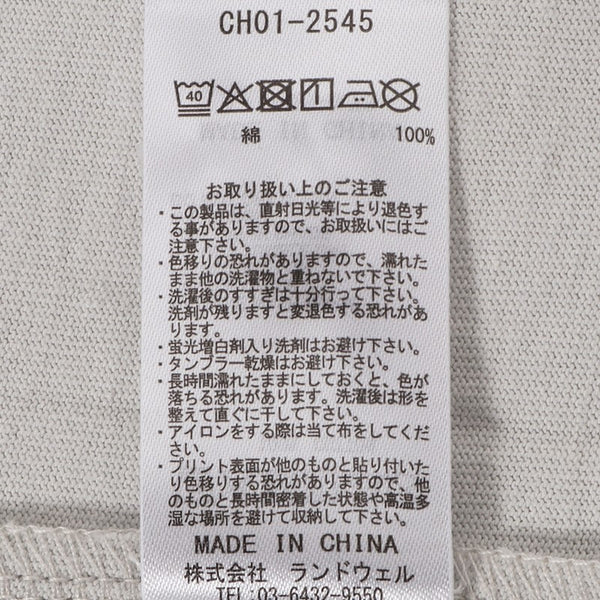 CH01-2545
40
綿 100%
お取り扱い上のご注意
・この製品は、直射日光等により退色す
る事がありますので、お取扱いにはご
注意下さい。
・色移りの恐れがありますので、濡れた
まま他の洗濯物と重ねないで下さい。
・洗濯後のすすぎは十分行って下さい。
洗剤が残りますと変退色する恐れがあ
ります。
・蛍光増白剤入り洗剤はお避け下さい。
・タンブラー乾燥はお避け下さい。
・長時間濡れたままにしておくと、色が
落ちる恐れがあります。洗濯後は形を
整えて直ぐに干して下さい。
・アイロンをする際は当て布をしてくだ
さい。
・プリント表面が他のものと貼り付いた
り色移りする恐れがありますので、他
のものと長時間密着した状態や高温多
湿な場所を避けて収納して下さい。
MADE IN CHINA
株式会社 ランドウェル
TEL:03-6432-9550